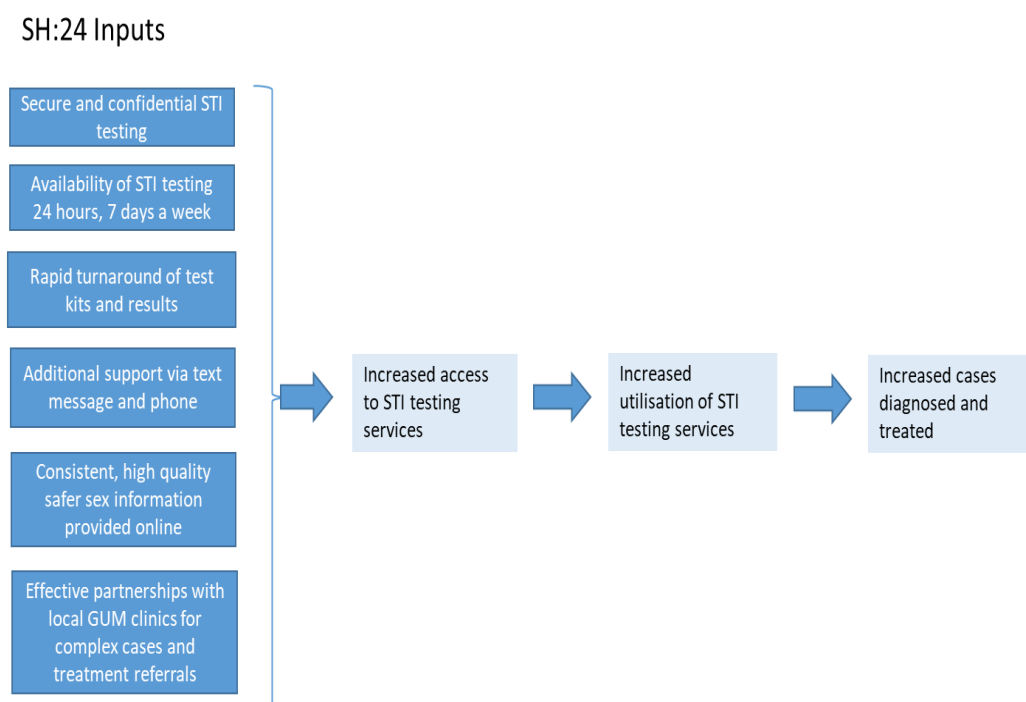 SH:24 Inputs
Secure and confidential STI
testing
Availability of STI testing
24 hours, 7 days a week
Rapid turnaround of test
kits and results
Additional support via text
message and phone
Consistent, high quality
safer sex information
provided online
Effective partnerships with
local GUM clinics for
complex cases and
treatment referrals
Increased access
to STI testing
services
Increased
utilisation of STI
testing services
Increased cases
diagnosed and
treated